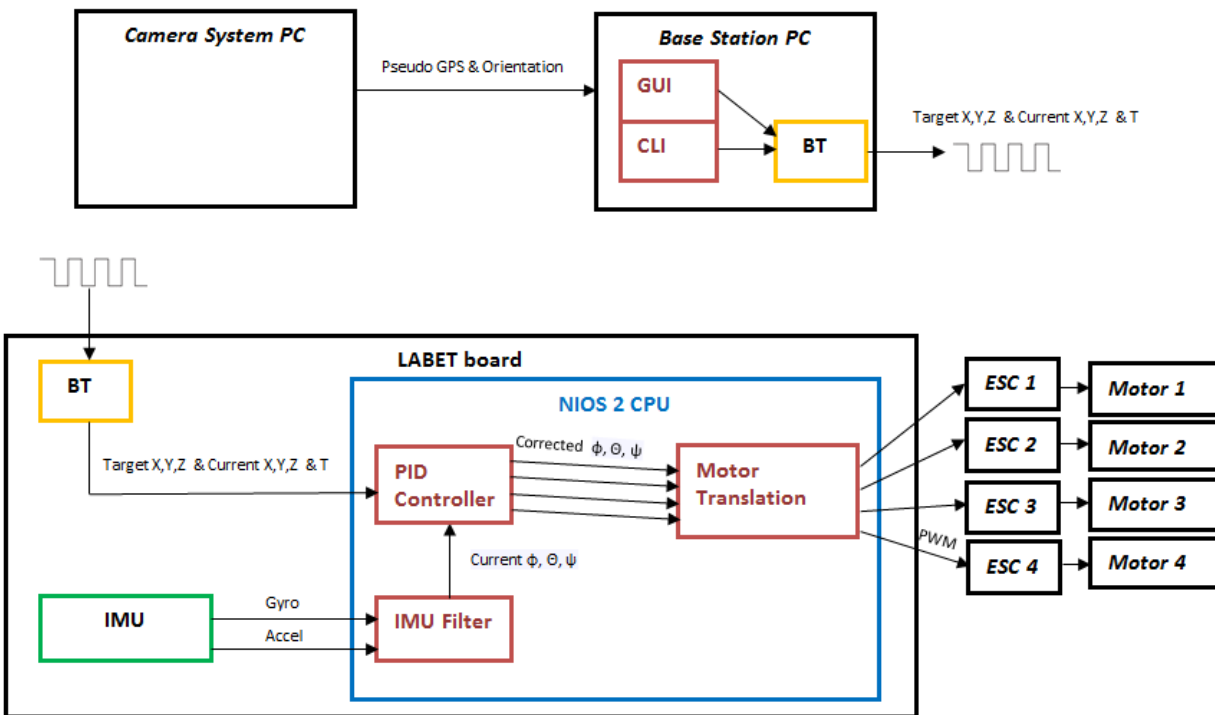 Camera System PC
Base Station PC
Pseudo GPS & Orientation
GUI
CLI
BT
Target X,Y,Z & Current X,Y,Z & T
LABET board
BT
NIOS 2 CPU
Target X,Y,Z & Current X,Y,Z & T
PID
Controller
Corrected ϕ, Θ, ψ
Motor
Translation
Current ϕ, Θ, ψ
IMU
Gyro
Accel
IMU Filter
PWM
ESC 1
Motor 1
ESC 2
Motor 2
ESC 3
Motor 3
ESC 4
Motor 4